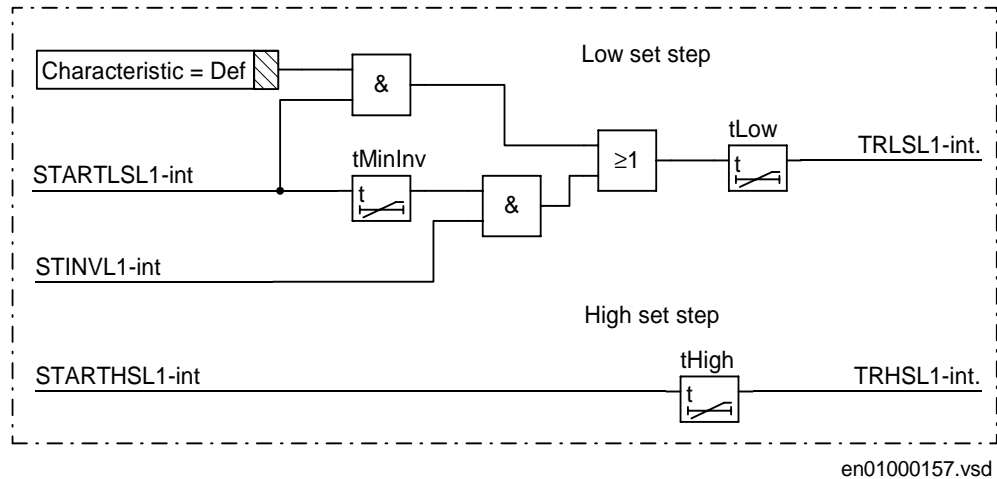 Low set step
Characteristic = Def
&
tLow
tMinInv
≥1
t
TRLSL1-int.
STARTLSL1-int
t
&
STINVL1-int
High set step
tHigh
STARTHSL1-int
t
TRHSL1-int.
en01000157.vsd